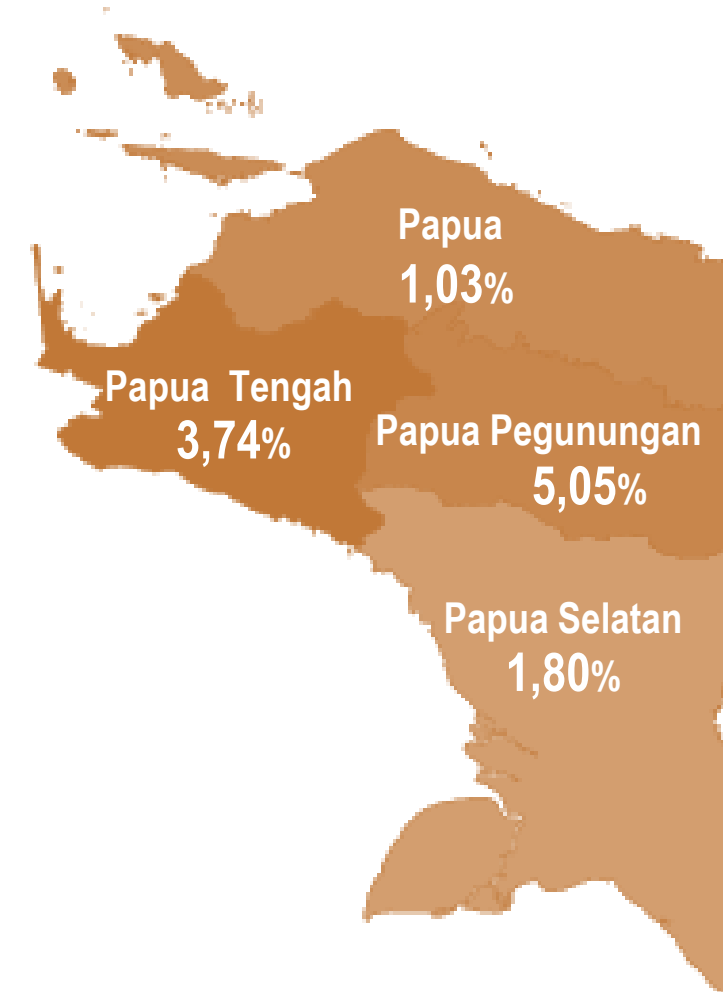 Papua
1,03%
Papua Tengah
3,74%
Papua Pegunungan
5,05%
Papua Selatan
1,80%